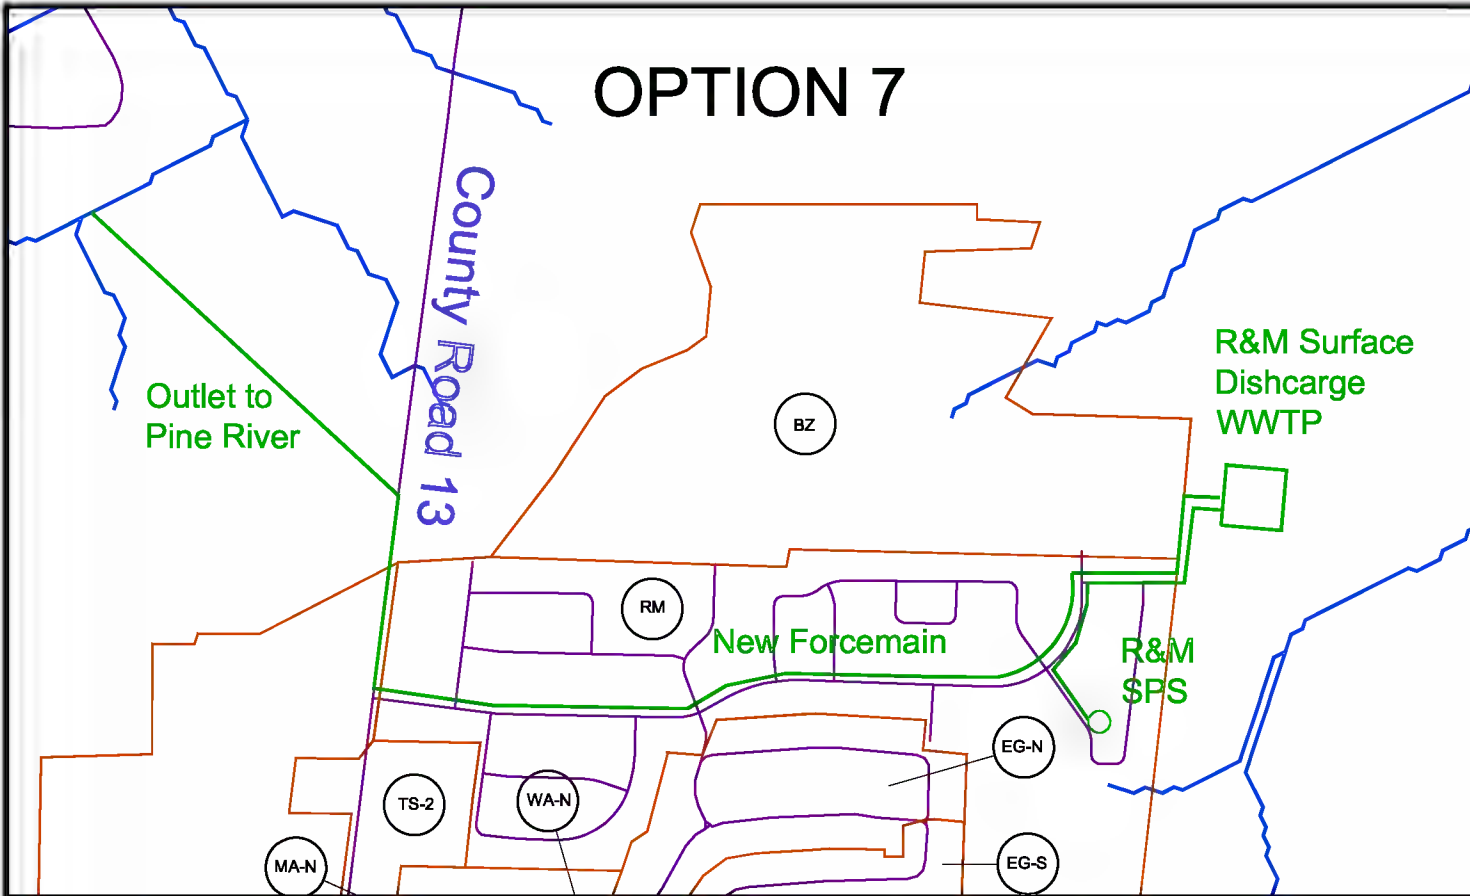 OPTION 7
County Road 13
R&M Surface
Dishcarge
WWTP
Outlet to
Pine River
BZ
RM
New Forcemain
R&M
SPS
EG-N
TS-2
WA-N
MA-N
EG-S